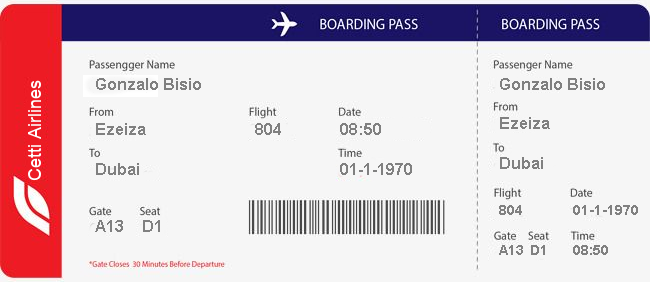 Cetti Airlines
BOARDING PASS
Passengger Name
Gonzalo Bisio
From Flight Date
Ezeiza 804 08:50
To Time
Dubai 01-1-1970
Gate Seat
A13 D1
*Gate Closes 30 Minutes Before Departure
BOARDING PASS
Passenger Name
Gonzalo Bisio
From
Ezeiza
To
Dubai
Flight Date
804 01-1-1970
Gate Seat Time
A13 D1 08:50